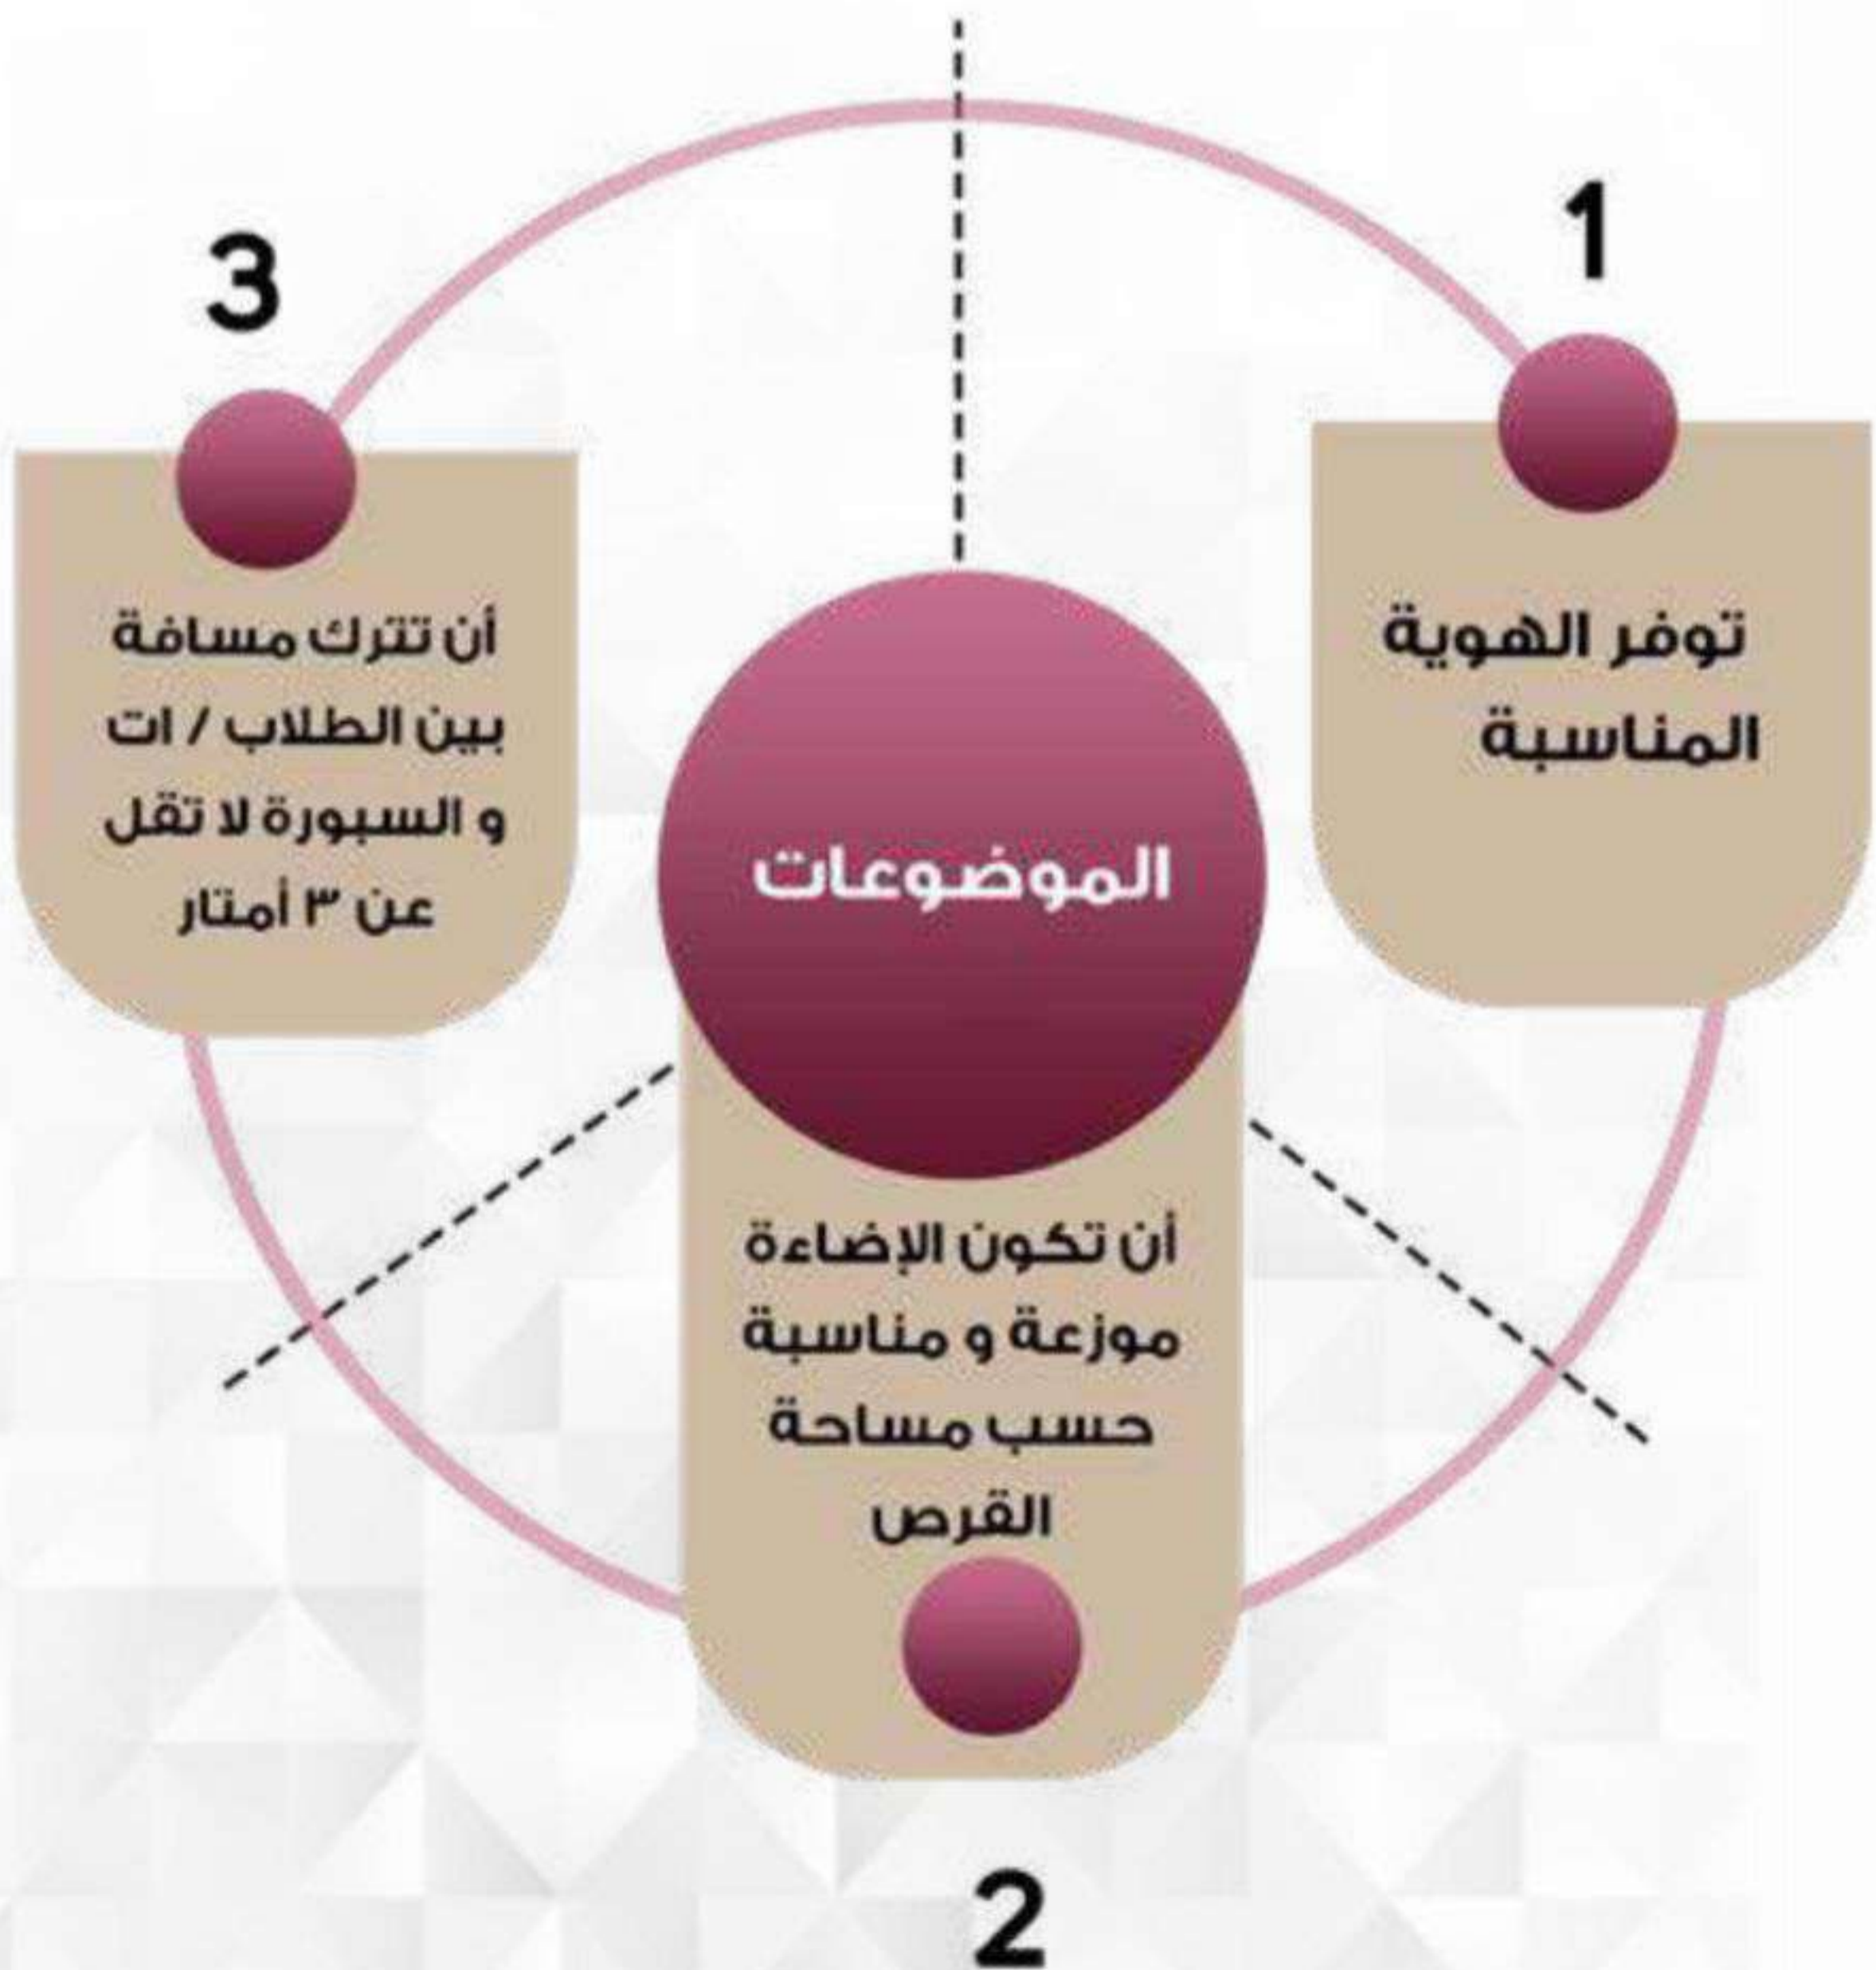 الموضوعات
1
توفر الهوية
المناسبة
2
أن تكون الإضاءة
موزعة و مناسبة
حسب مساحة
القرص
3
أن تترك مسافة
بين الطلاب / ات
و السبورة لا تقل
عن ٣ أمتار